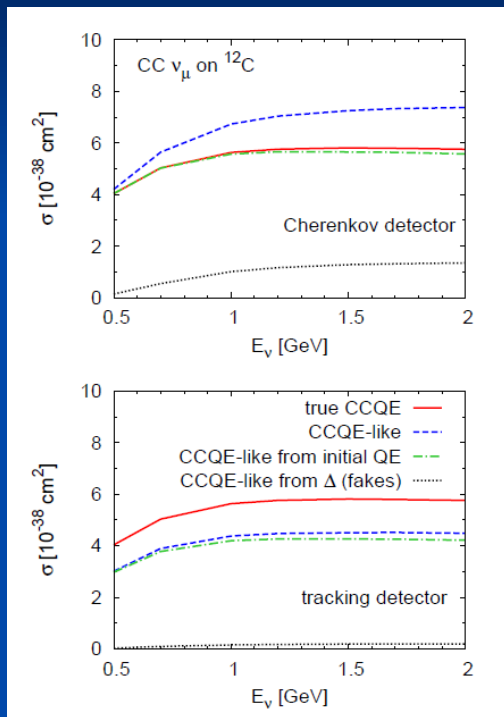 10
8
6
4
2
0
σ [10⁻³⁸ cm²]
CC ν_μ on ¹²C
Cherenkov detector
0.5 1 1.5 2
E_ν [GeV]
10
8
6
4
2
0
σ [10⁻³⁸ cm²]
true CCQE
CCQE-like
CCQE-like from initial QE
CCQE-like from Δ (fakes)
tracking detector
0.5 1 1.5 2
E_ν [GeV]